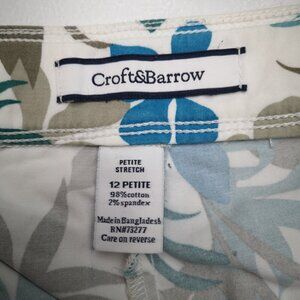 Croft&Barrow
PETITE
STRETCH
12 PETITE
98%cotton
2% spandex
Made in Bangladesh
RN#73277
Care on reverse